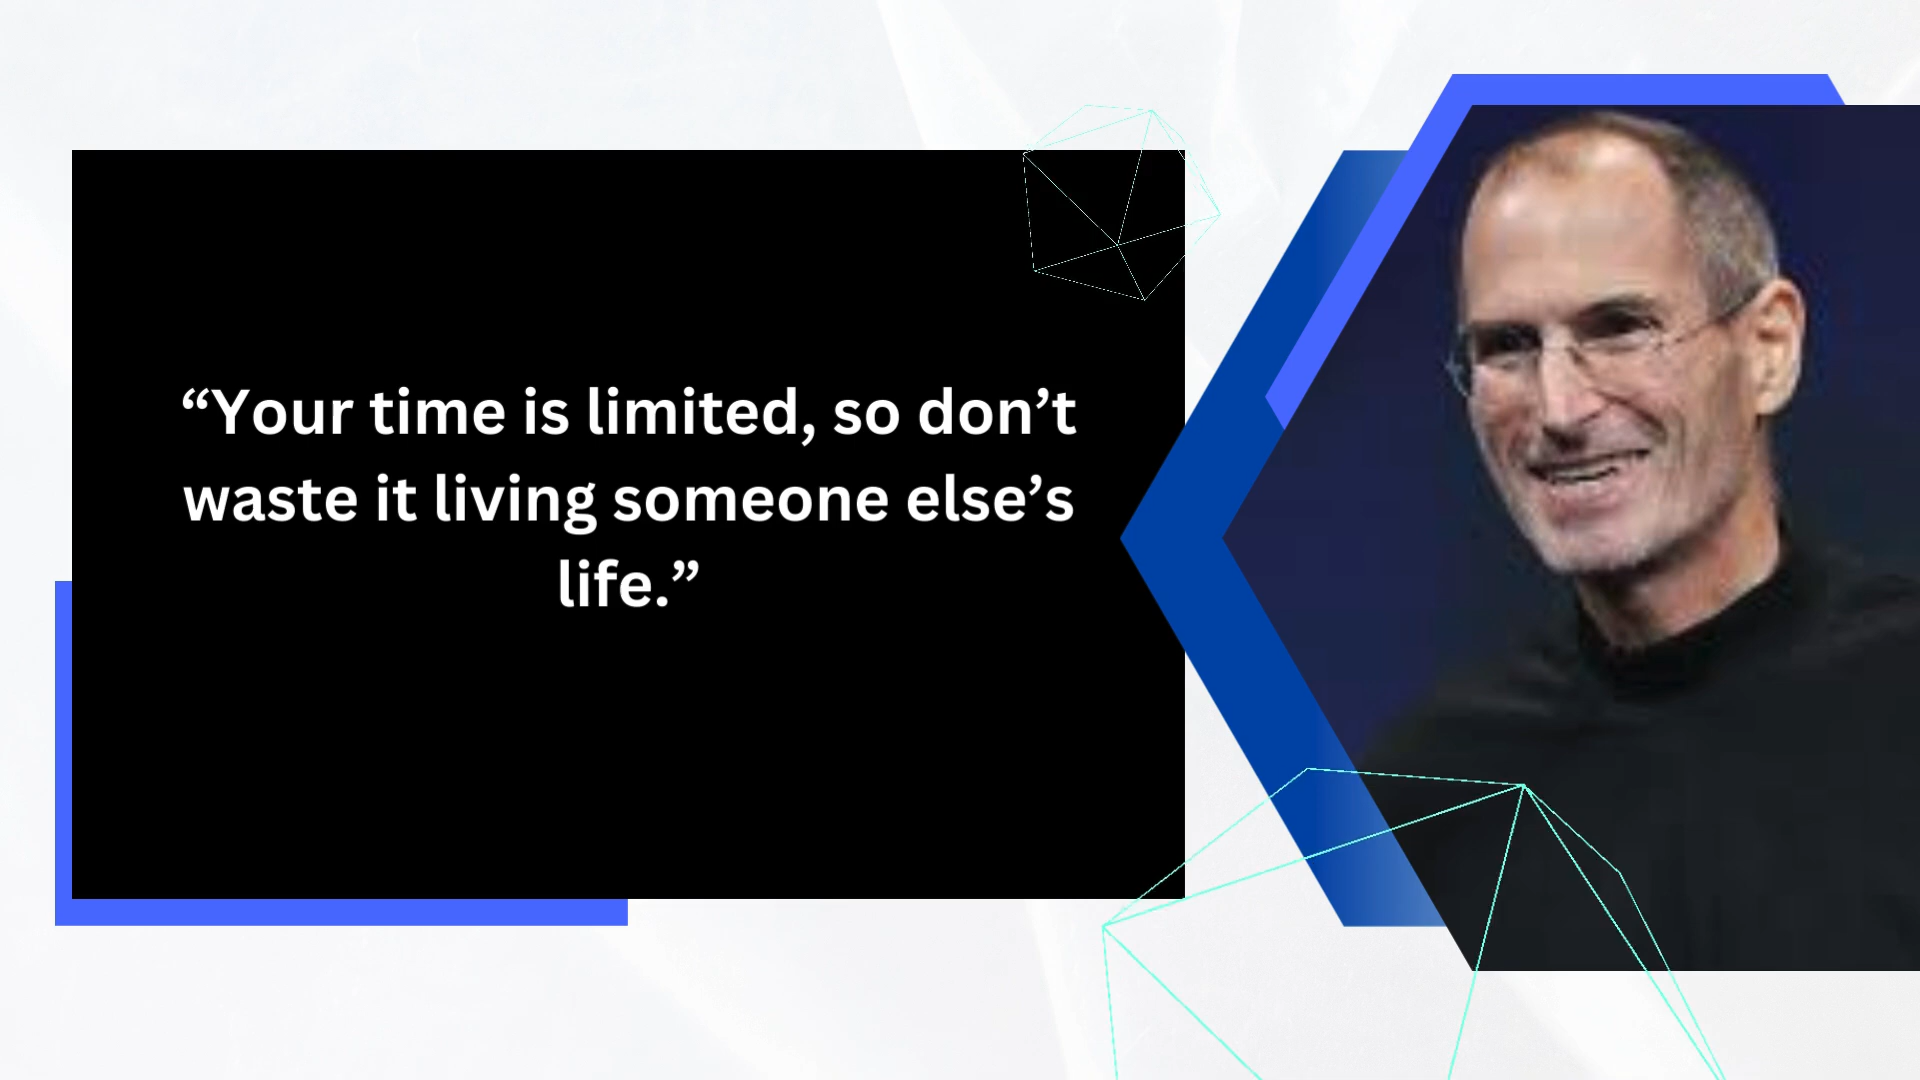 “Your time is limited, so don’t
waste it living someone else’s
life.”